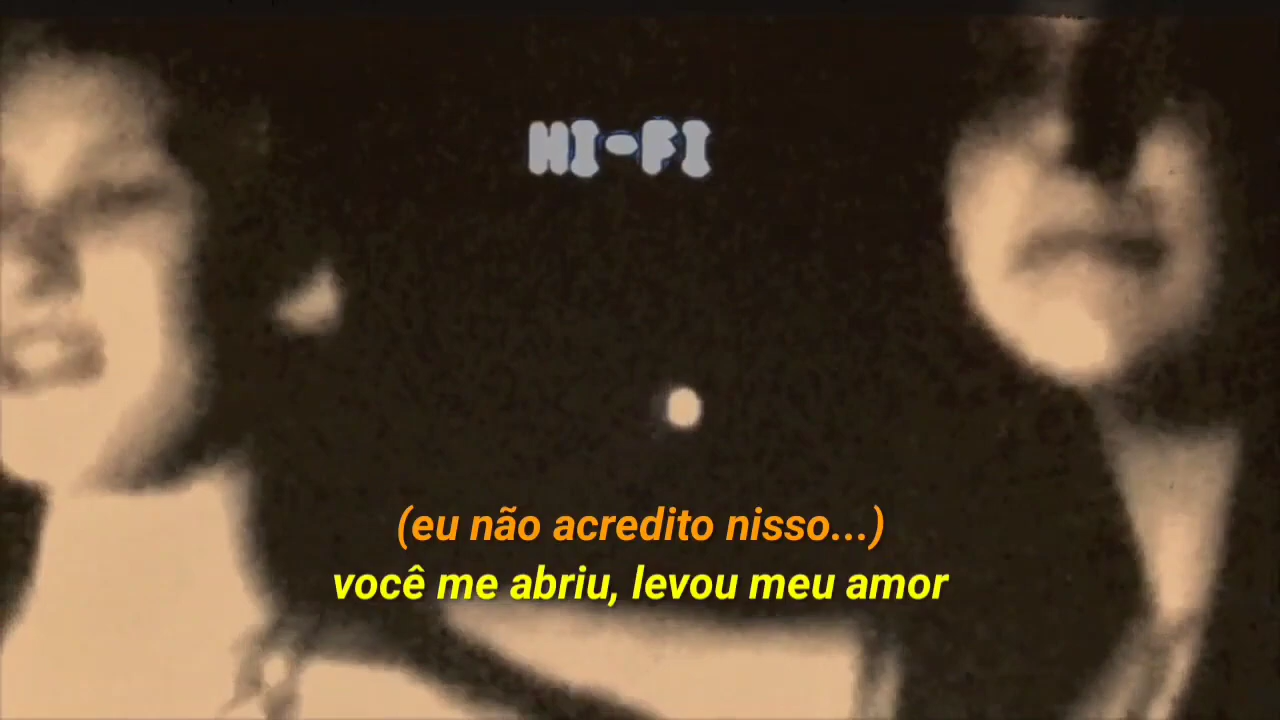 HI-FI
(eu não acredito nisso...)
você me abriu, levou meu amor